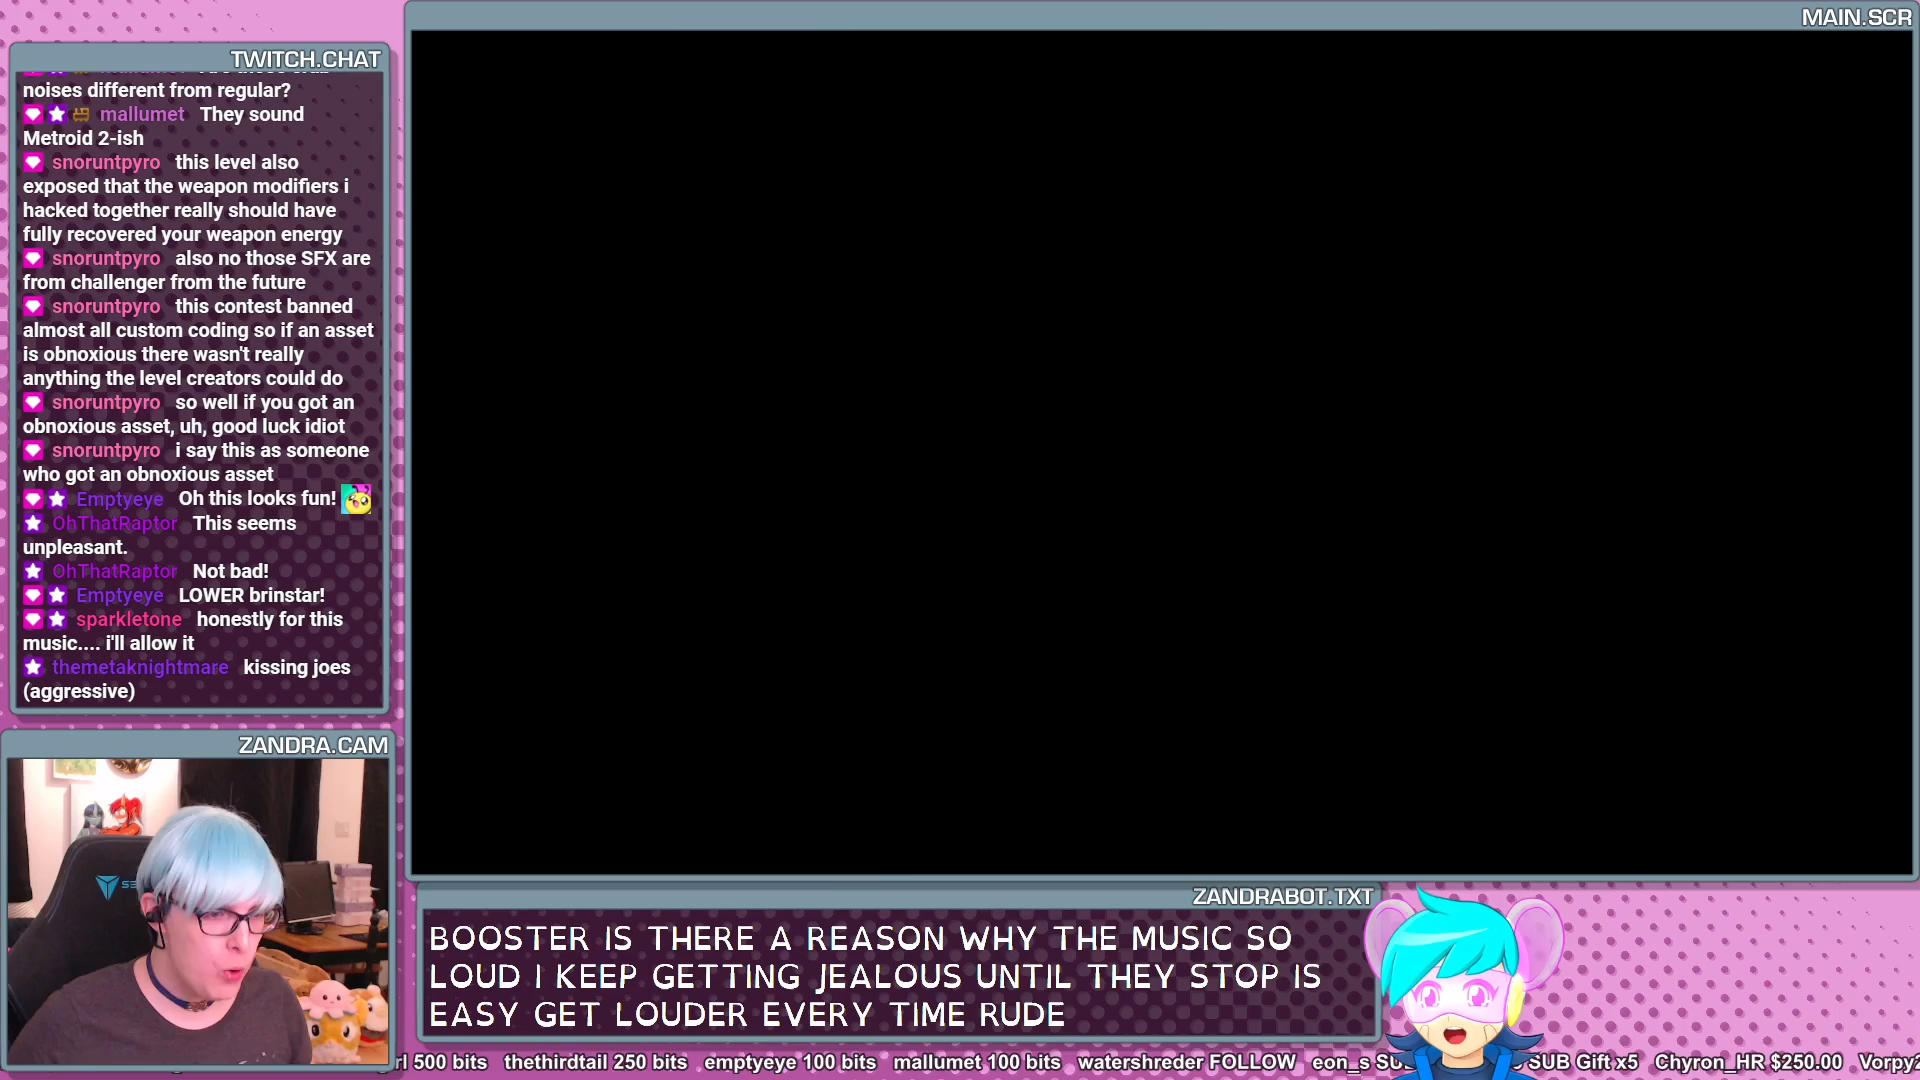 MAIN.SCR
TWITCH.CHAT
noises different from regular?
mallumet They sound
Metroid 2-ish
snoruntpyro this level also
exposed that the weapon modifiers i
hacked together really should have
fully recovered your weapon energy
snoruntpyro also no those SFX are
from challenger from the future
snoruntpyro this contest banned
almost all custom coding so if an asset
is obnoxious there wasn't really
anything the level creators could do
snoruntpyro so well if you got an
obnoxious asset, uh, good luck idiot
snoruntpyro i say this as someone
who got an obnoxious asset
Emptyeye Oh this looks fun!
OhThatRaptor This seems
unpleasant.
OhThatRaptor Not bad!
Emptyeye LOWER brinstar!
sparkletone honestly for this
music.... i'll allow it
themetaknightmare kissing joes
(aggressive)
ZANDRA.CAM
ZANDRABOT.TXT
BOOSTER IS THERE A REASON WHY THE MUSIC SO
LOUD I KEEP GETTING JEALOUS UNTIL THEY STOP IS
EASY GET LOUDER EVERY TIME RUDE
500 bits thethirdtail 250 bits emptyeye 100 bits mallumet 100 bits watershreder FOLLOW eon_s SUB Gift x5 Chyron_HR $250.00